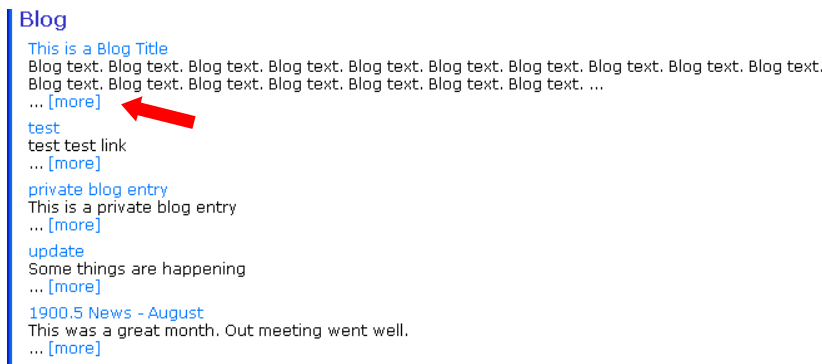 Blog
This is a Blog Title
Blog text. Blog text. Blog text. Blog text. Blog text. Blog text. Blog text. Blog text. Blog text. Blog text.
Blog text. Blog text. Blog text. Blog text. Blog text. Blog text. Blog text. ...
... [more]
test
test test link
... [more]
private blog entry
This is a private blog entry
... [more]
update
Some things are happening
... [more]
1900.5 News - August
This was a great month. Out meeting went well.
... [more]